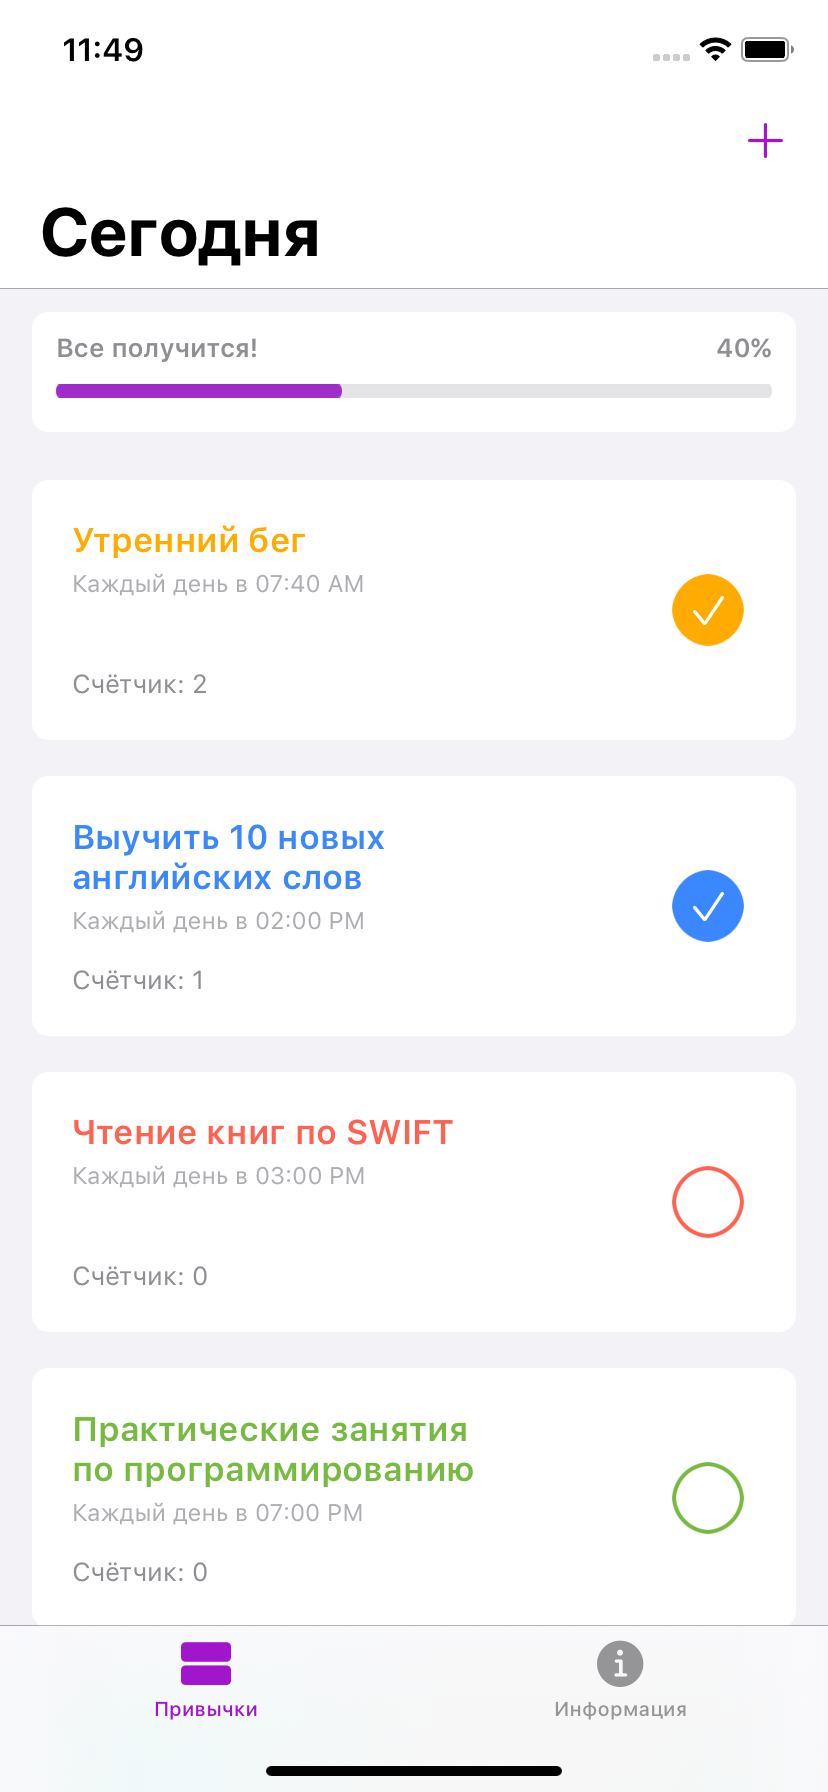 11:49
Сегодня
Все получится! 40%
Утренний бег
Каждый день в 07:40 AM
Счётчик: 2
Выучить 10 новых
английских слов
Каждый день в 02:00 PM
Счётчик: 1
Чтение книг по SWIFT
Каждый день в 03:00 PM
Счётчик: 0
Практические занятия
по программированию
Каждый день в 07:00 PM
Счётчик: 0
Привычки Информация